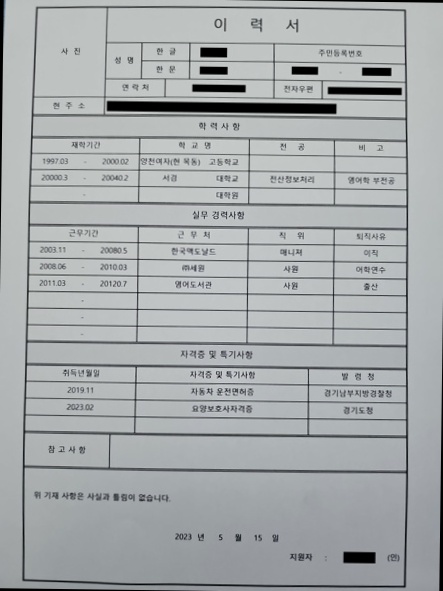 이 력 서
사 진
성 명
한 글
주민등록번호
한 문
-
연 락 처
전자우편
현 주 소
학 력 사 항
재학기간 학 교 명 전 공 비 고
1997.03 - 2000.02 양천여자(현 목동) 고등학교
20000.3 - 20040.2 서경 대학교 전산정보처리 영어학 부전공
- 대학원
실무 경력사항
근무기간 근 무 처 직 위 퇴직사유
2003.11 - 20080.5 한국맥도날드 매니져 이직
2008.06 - 2010.03 ㈜세원 사원 어학연수
2011.03 - 20120.7 영어도서관 사원 출산
-
-
-
자격증 및 특기사항
취득년월일 자격증 및 특기사항 발 령 청
2019.11 자동차 운전면허증 경기남부지방경찰청
2023.02 요양보호사자격증 경기도청
참 고 사 항
위 기재 사항은 사실과 틀림이 없습니다.
2023 년 5 월 15 일
지원자 : (인)